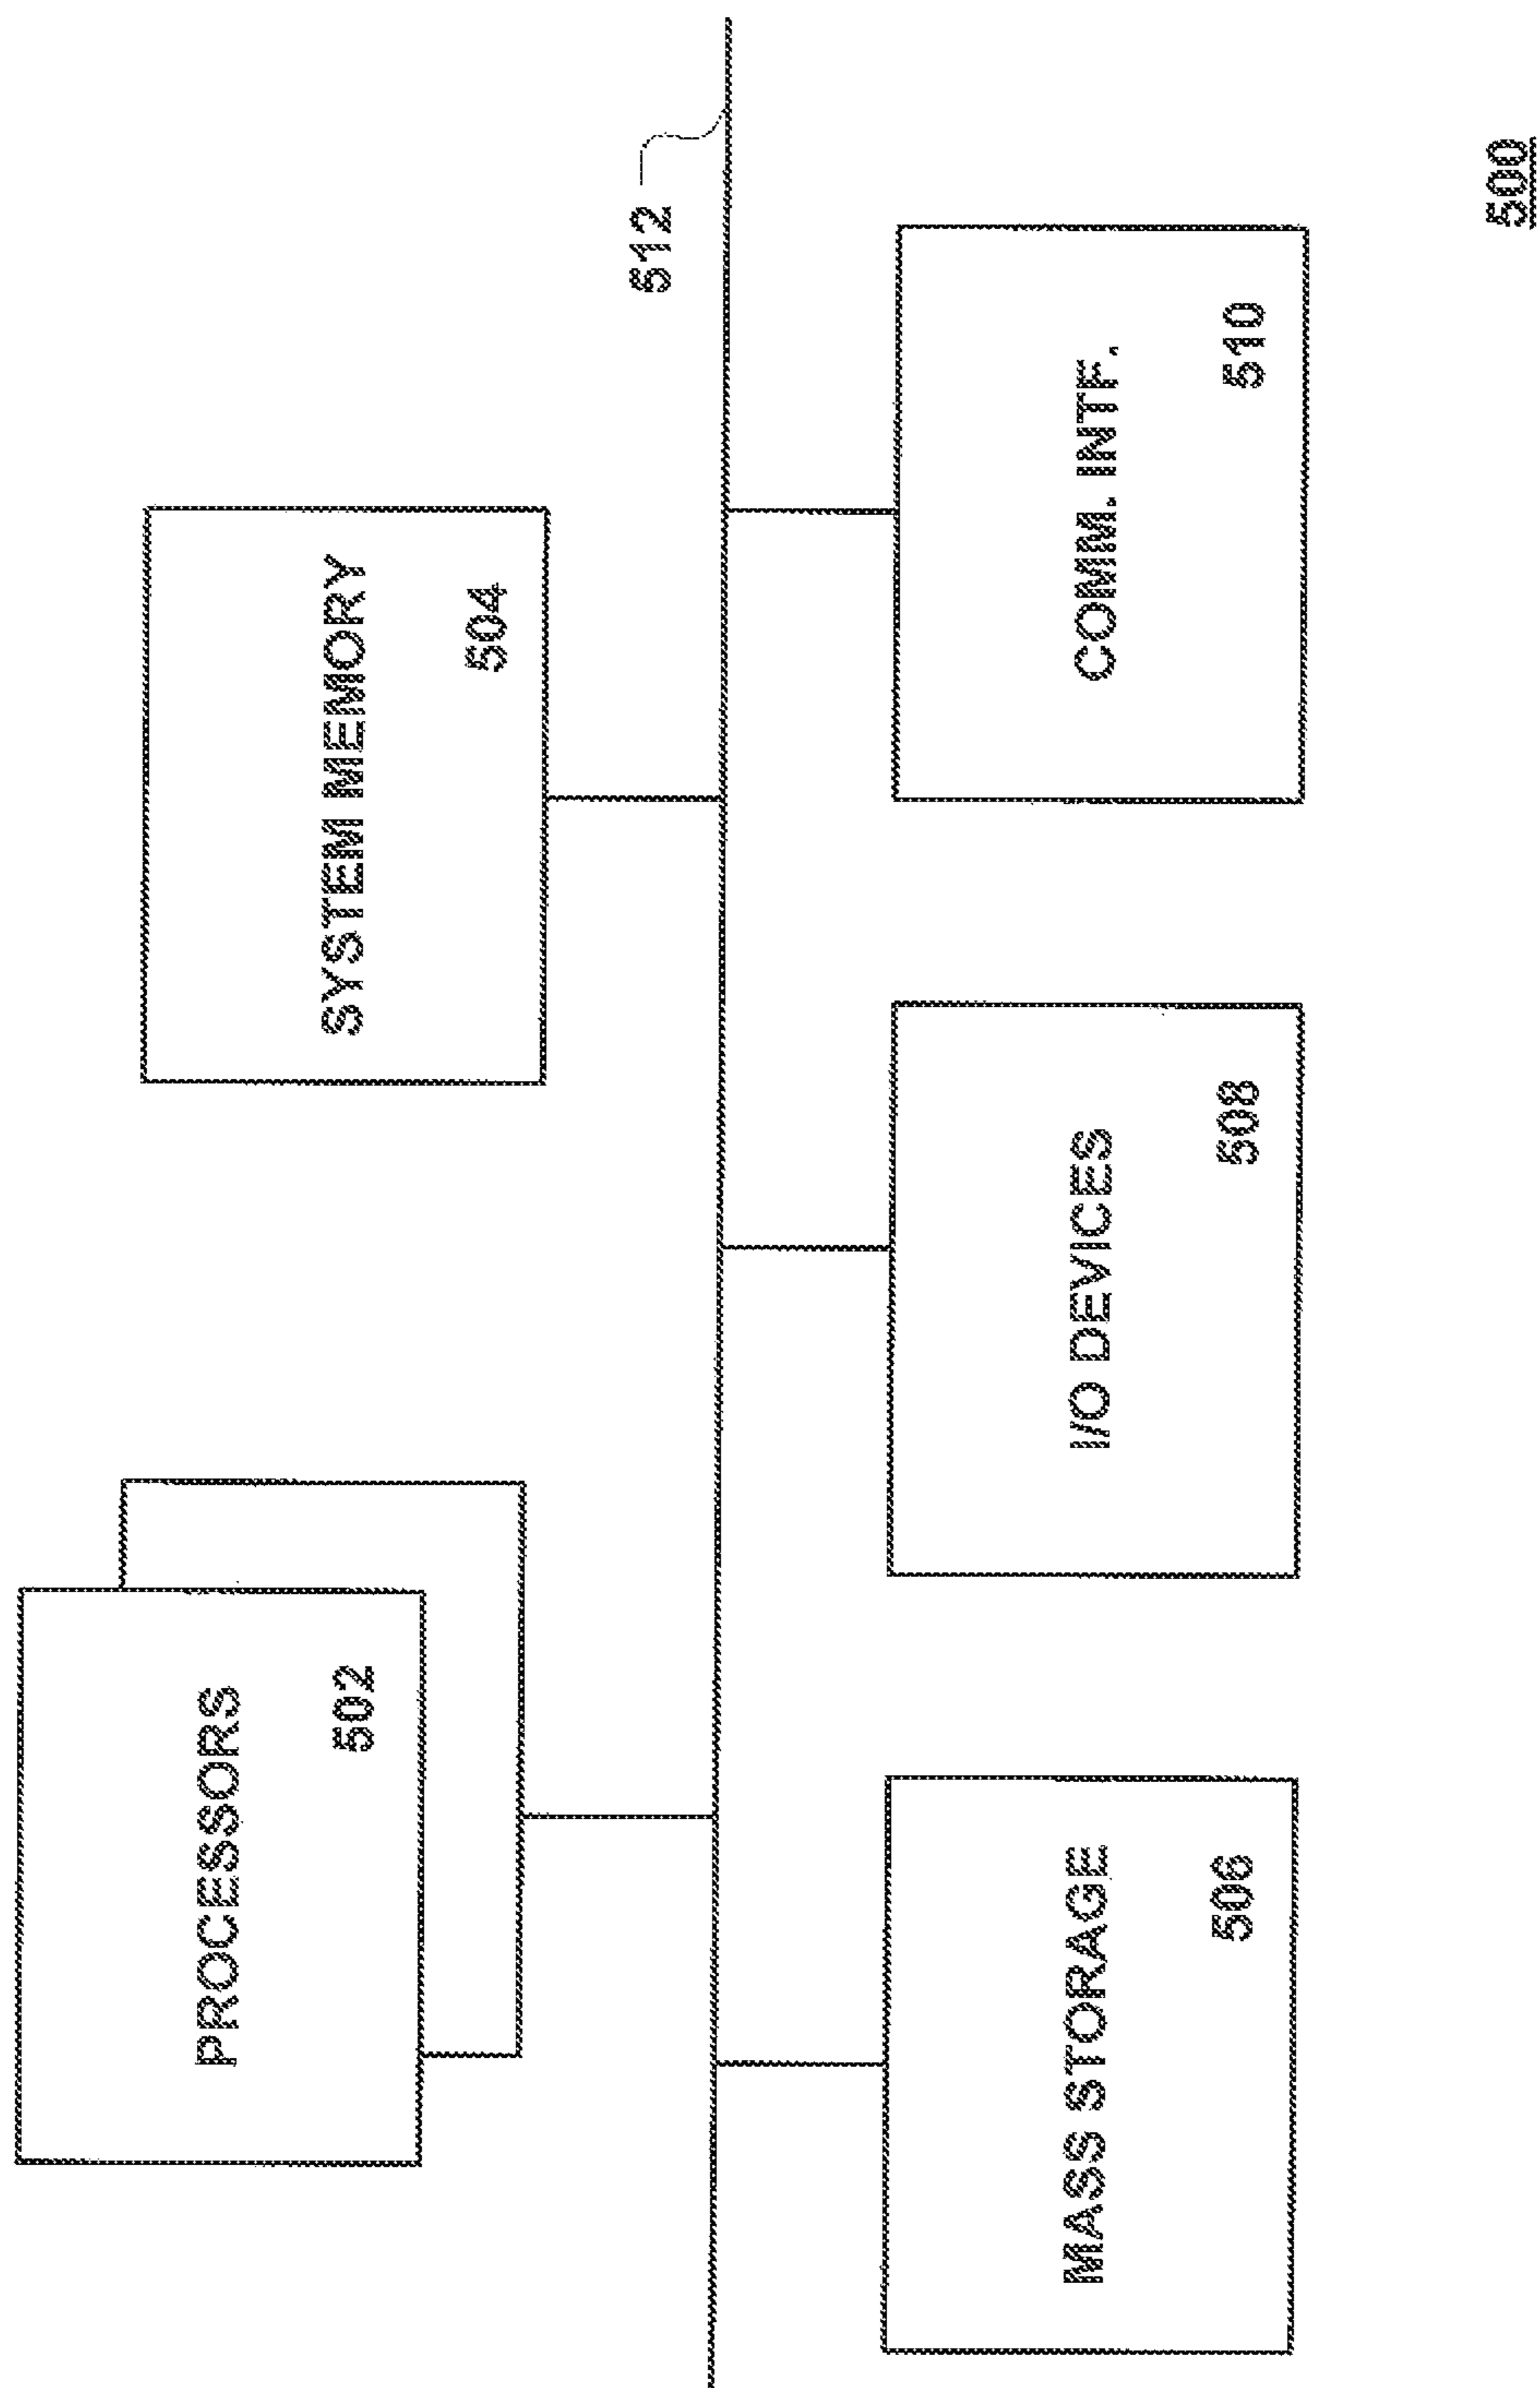 PROCESSORS
502
SYSTEM MEMORY
504
512
MASS STORAGE
506
I/O DEVICES
508
COMM. INTF.
510
500